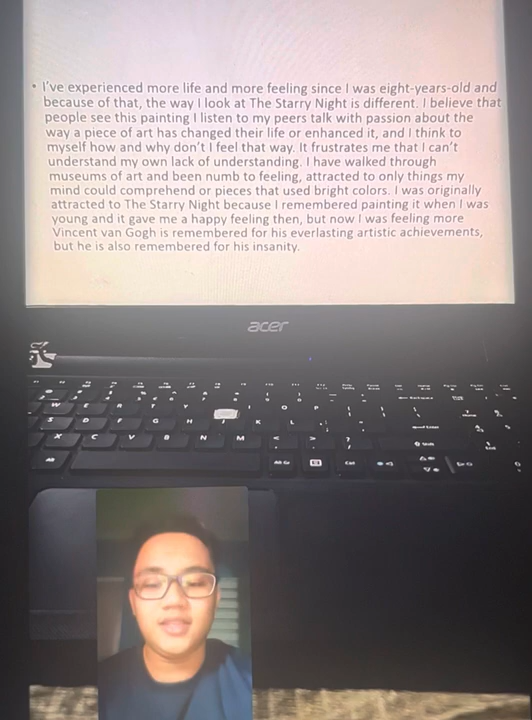 • I've experienced more life and more feeling since I was eight-years-old and
because of that, the way I look at The Starry Night is different. I believe that
people see this painting I listen to my peers talk with passion about the
way a piece of art has changed their life or enhanced it, and I think to
myself how and why don't I feel that way. It frustrates me that I can't
understand my own lack of understanding. I have walked through
museums of art and been numb to feeling, attracted to only things my
mind could comprehend or pieces that used bright colors. I was originally
attracted to The Starry Night because I remembered painting it when I was
young and it gave me a happy feeling then, but now I was feeling more
Vincent van Gogh is remembered for his everlasting artistic achievements,
but he is also remembered for his insanity.
acer
W E R T Y O P
S D F G H J K L
X C V B N M < > ?
Alt Alt Gr Ctrl